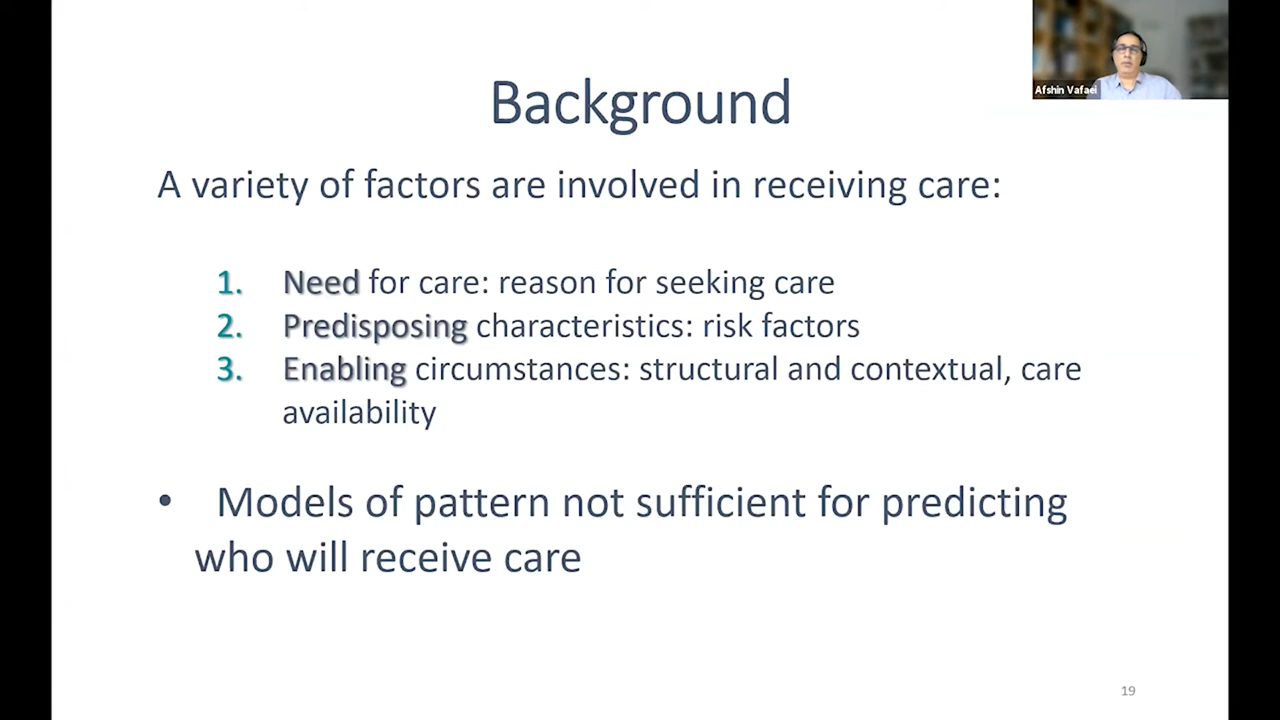 Background
Afshin Vafaei
A variety of factors are involved in receiving care:
1. Need for care: reason for seeking care
2. Predisposing characteristics: risk factors
3. Enabling circumstances: structural and contextual, care
availability
• Models of pattern not sufficient for predicting
who will receive care
19